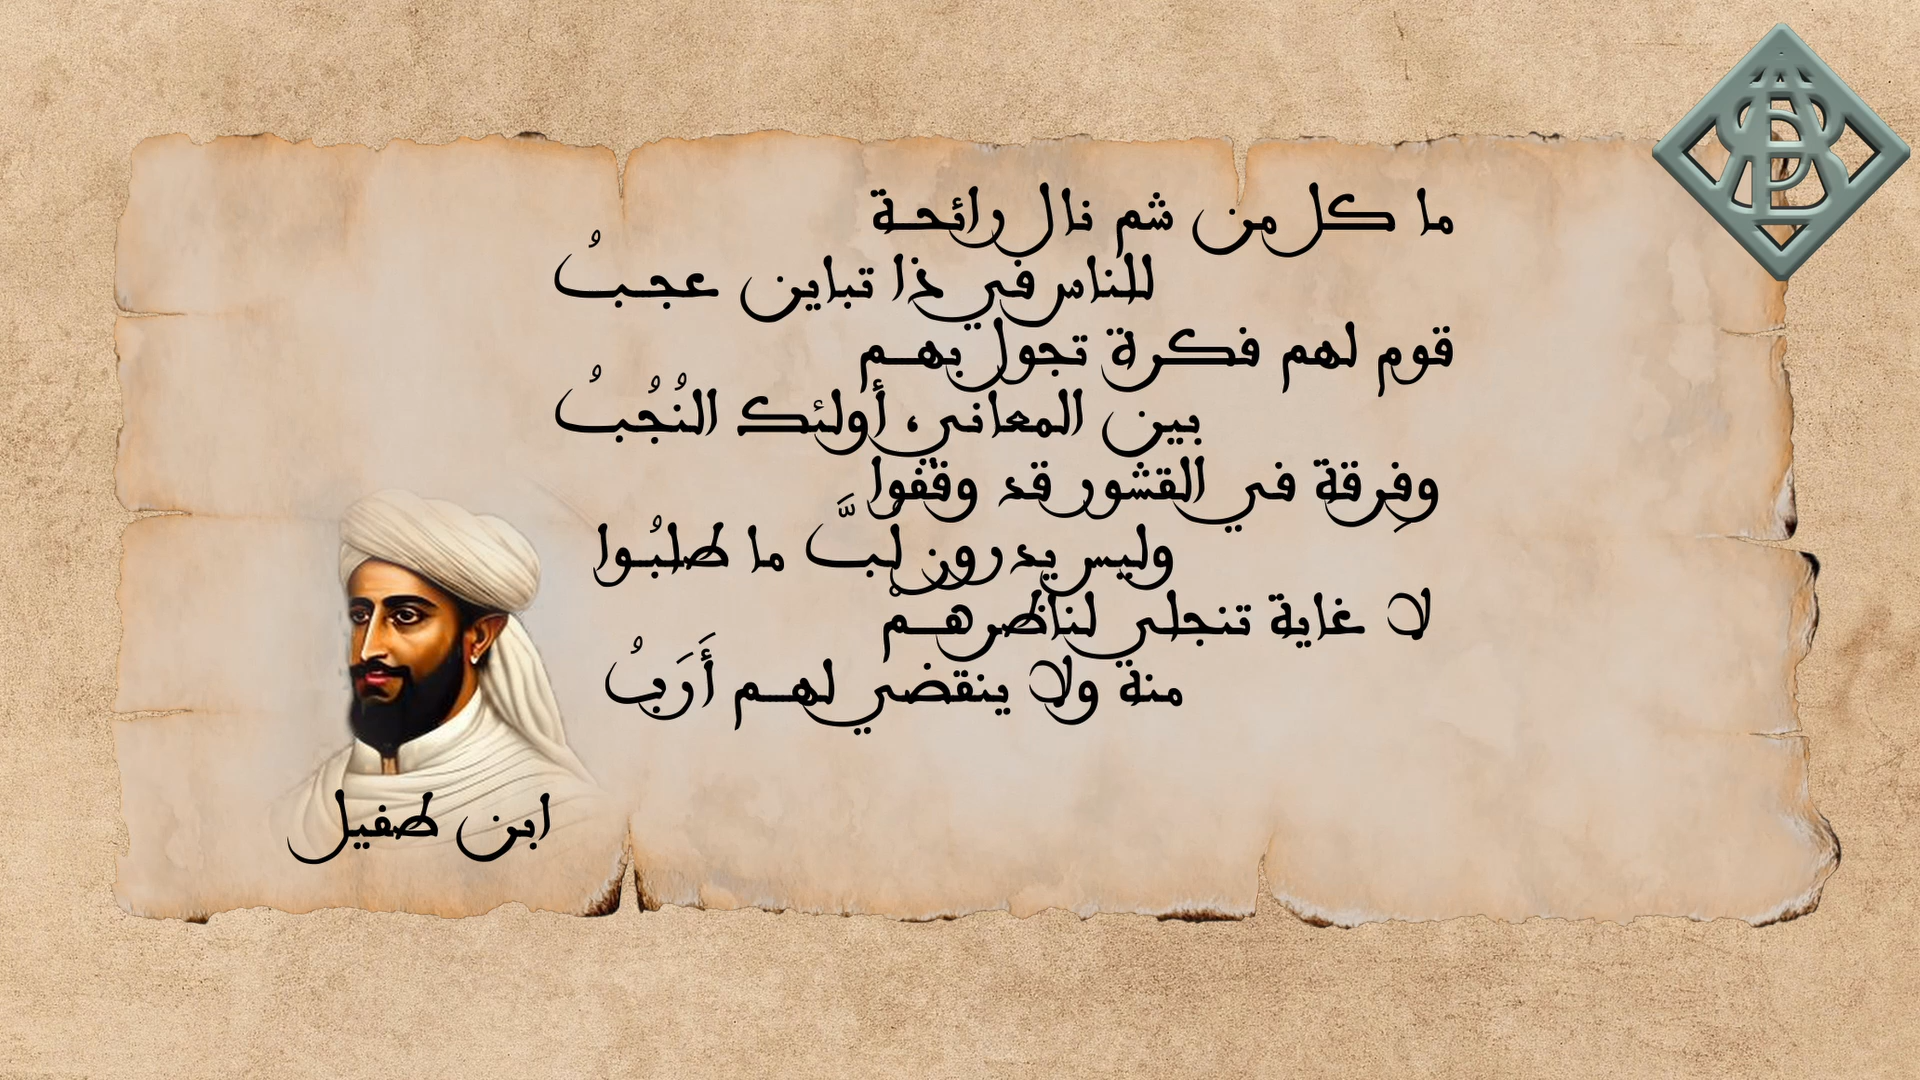 ما كل من شم نال رائحة
للناس في ذا تباين عجبُ
قوم لهم فكرة تجول بهم
بين المعاني، أولئك النُجُبُ
وفِرقة في القشور قد وقفوا
وليس يدرون لُبَّ ما طلبُوا
لا غاية تنجلي لناظرهمْ
منه ولا ينقضي لهم أَرَبُ
ابن طفيل